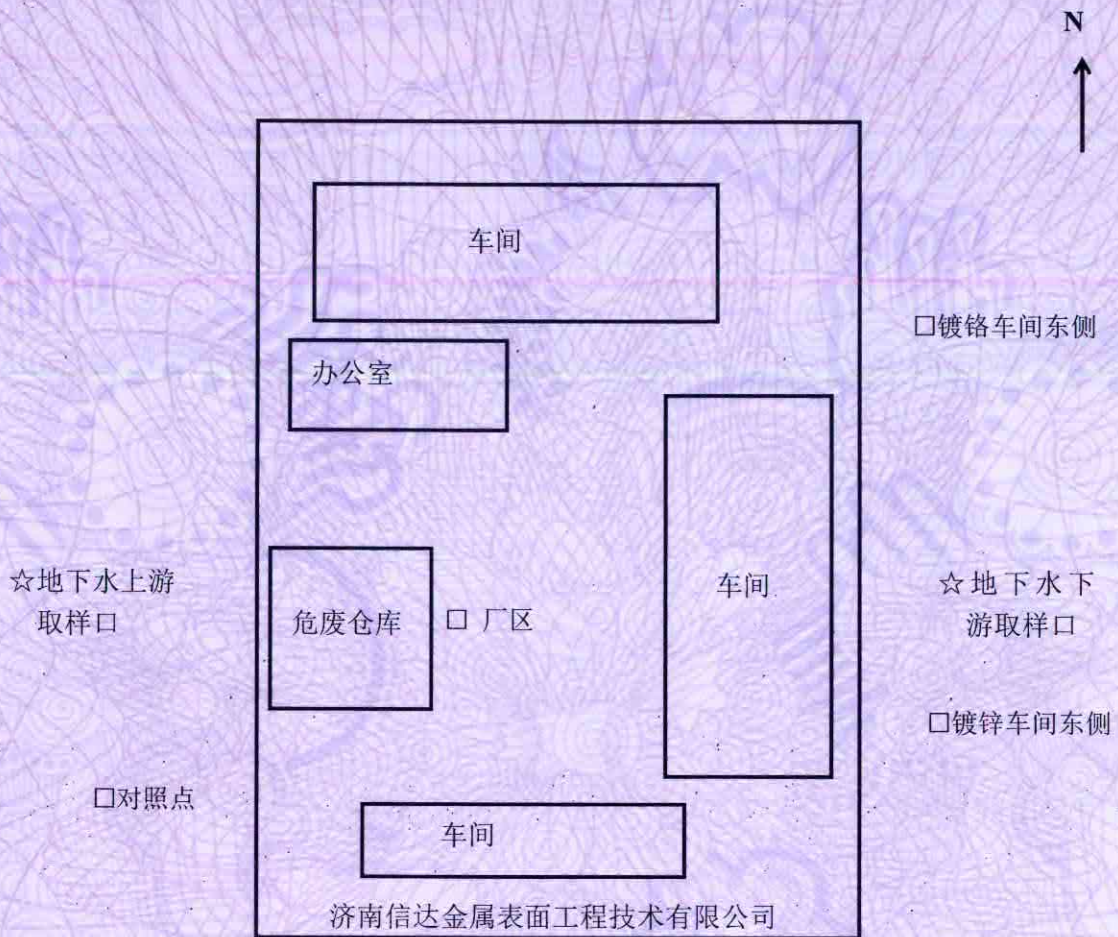 N
车间
□镀铬车间东侧
办公室
☆地下水上游
取样口
危废仓库
□ 厂区
车间
☆地下水下
游取样口
□镀锌车间东侧
□对照点
车间
济南信达金属表面工程技术有限公司